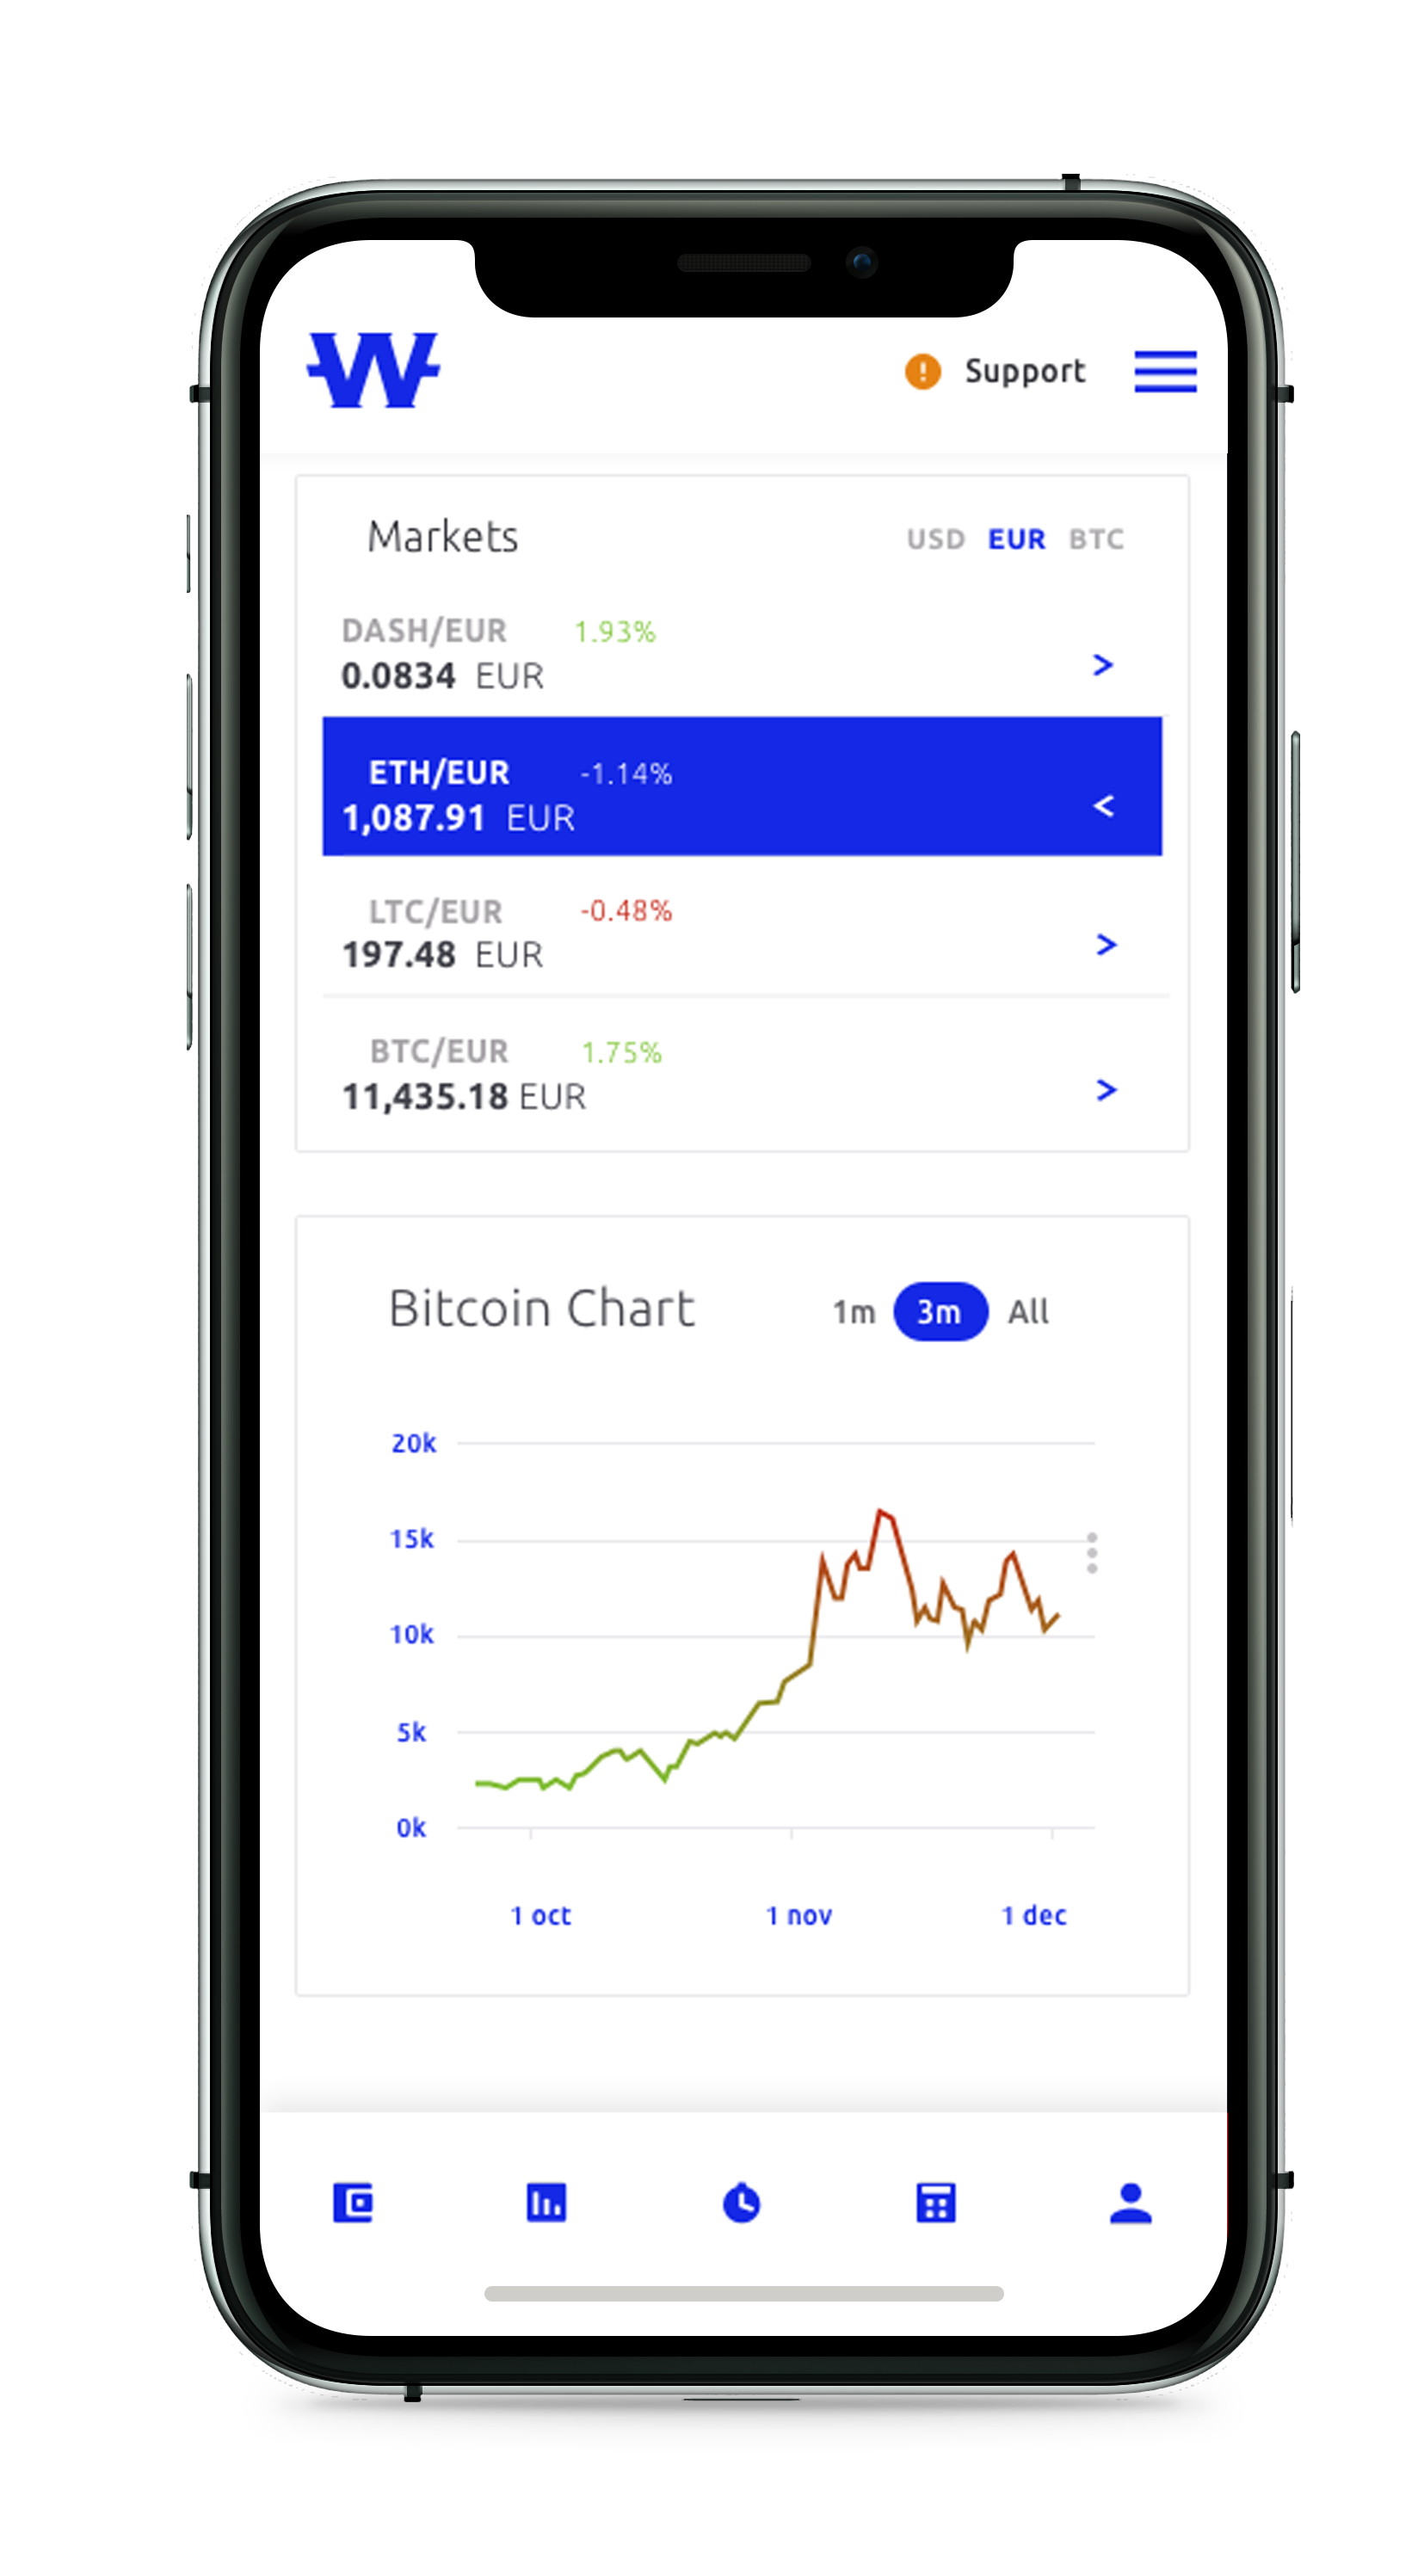 W
Support
Markets USD EUR BTC
DASH/EUR 1.93%
0.0834 EUR >
ETH/EUR -1.14%
1,087.91 EUR <
LTC/EUR -0.48%
197.48 EUR >
BTC/EUR 1.75%
11,435.18 EUR >
Bitcoin Chart 1m 3m All
20k
15k
10k
5k
0k
1 oct 1 nov 1 dec